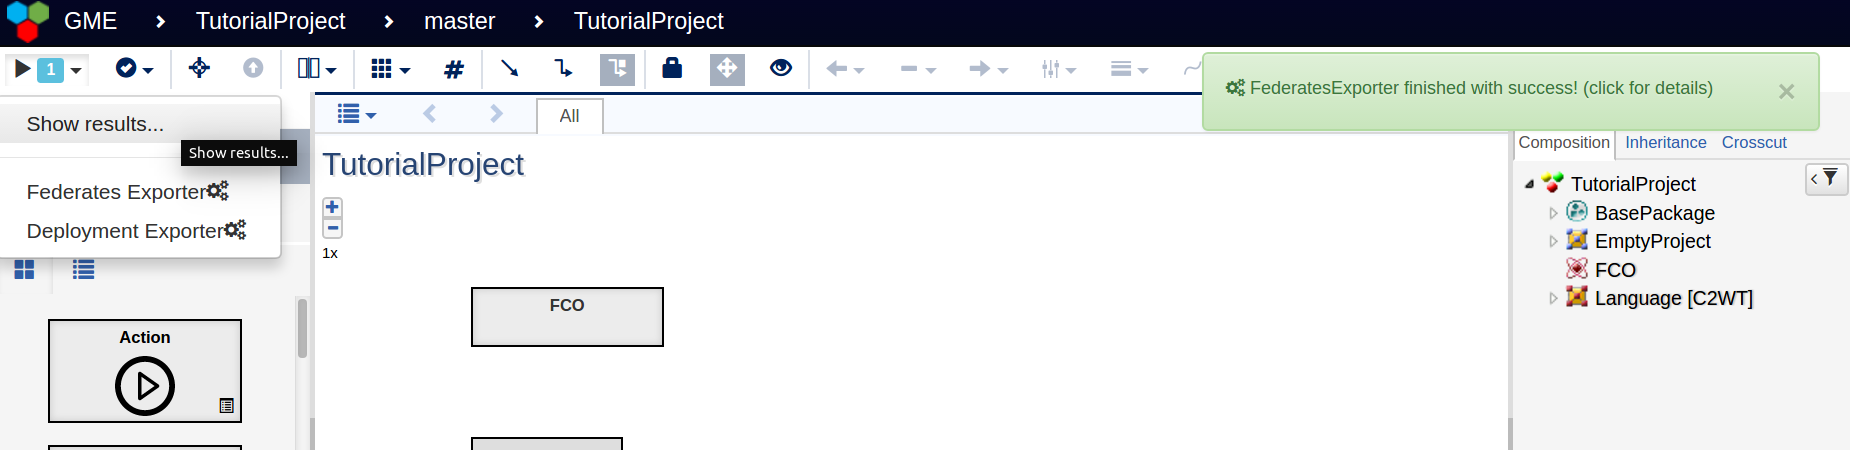 GME TutorialProject master TutorialProject
1
FederatesExporter finished with success! (click for details) ×
Show results...
Show results...
Federates Exporter
Deployment Exporter
Action
All
TutorialProject
+
−
1x
FCO
Composition Inheritance Crosscut
TutorialProject
BasePackage
EmptyProject
FCO
Language [C2WT]